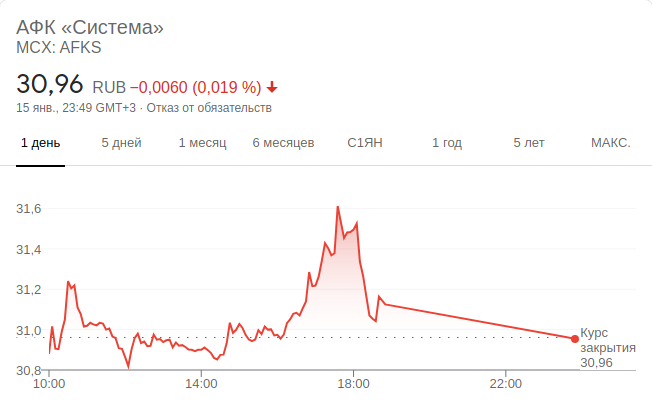 АФК «Система»
MCX: AFKS
30,96 RUB −0,0060 (0,019 %)
15 янв., 23:49 GMT+3 · Отказ от обязательств
1 день 5 дней 1 месяц 6 месяцев С1ЯН 1 год 5 лет МАКС.
31,6
31,4
31,2
31,0
30,8
Курс
закрытия
30,96
10:00 14:00 18:00 22:00